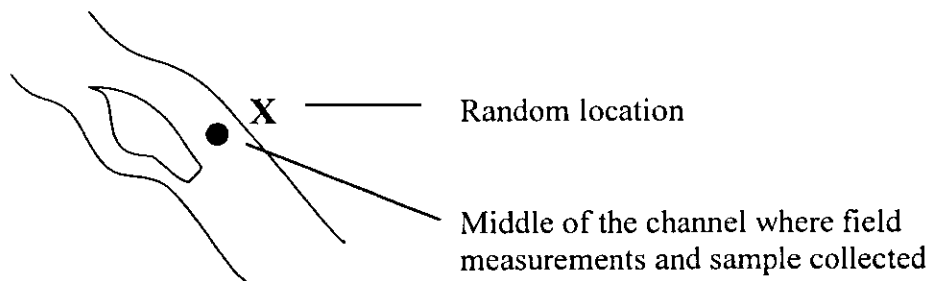 X
Random location
Middle of the channel where field
measurements and sample collected